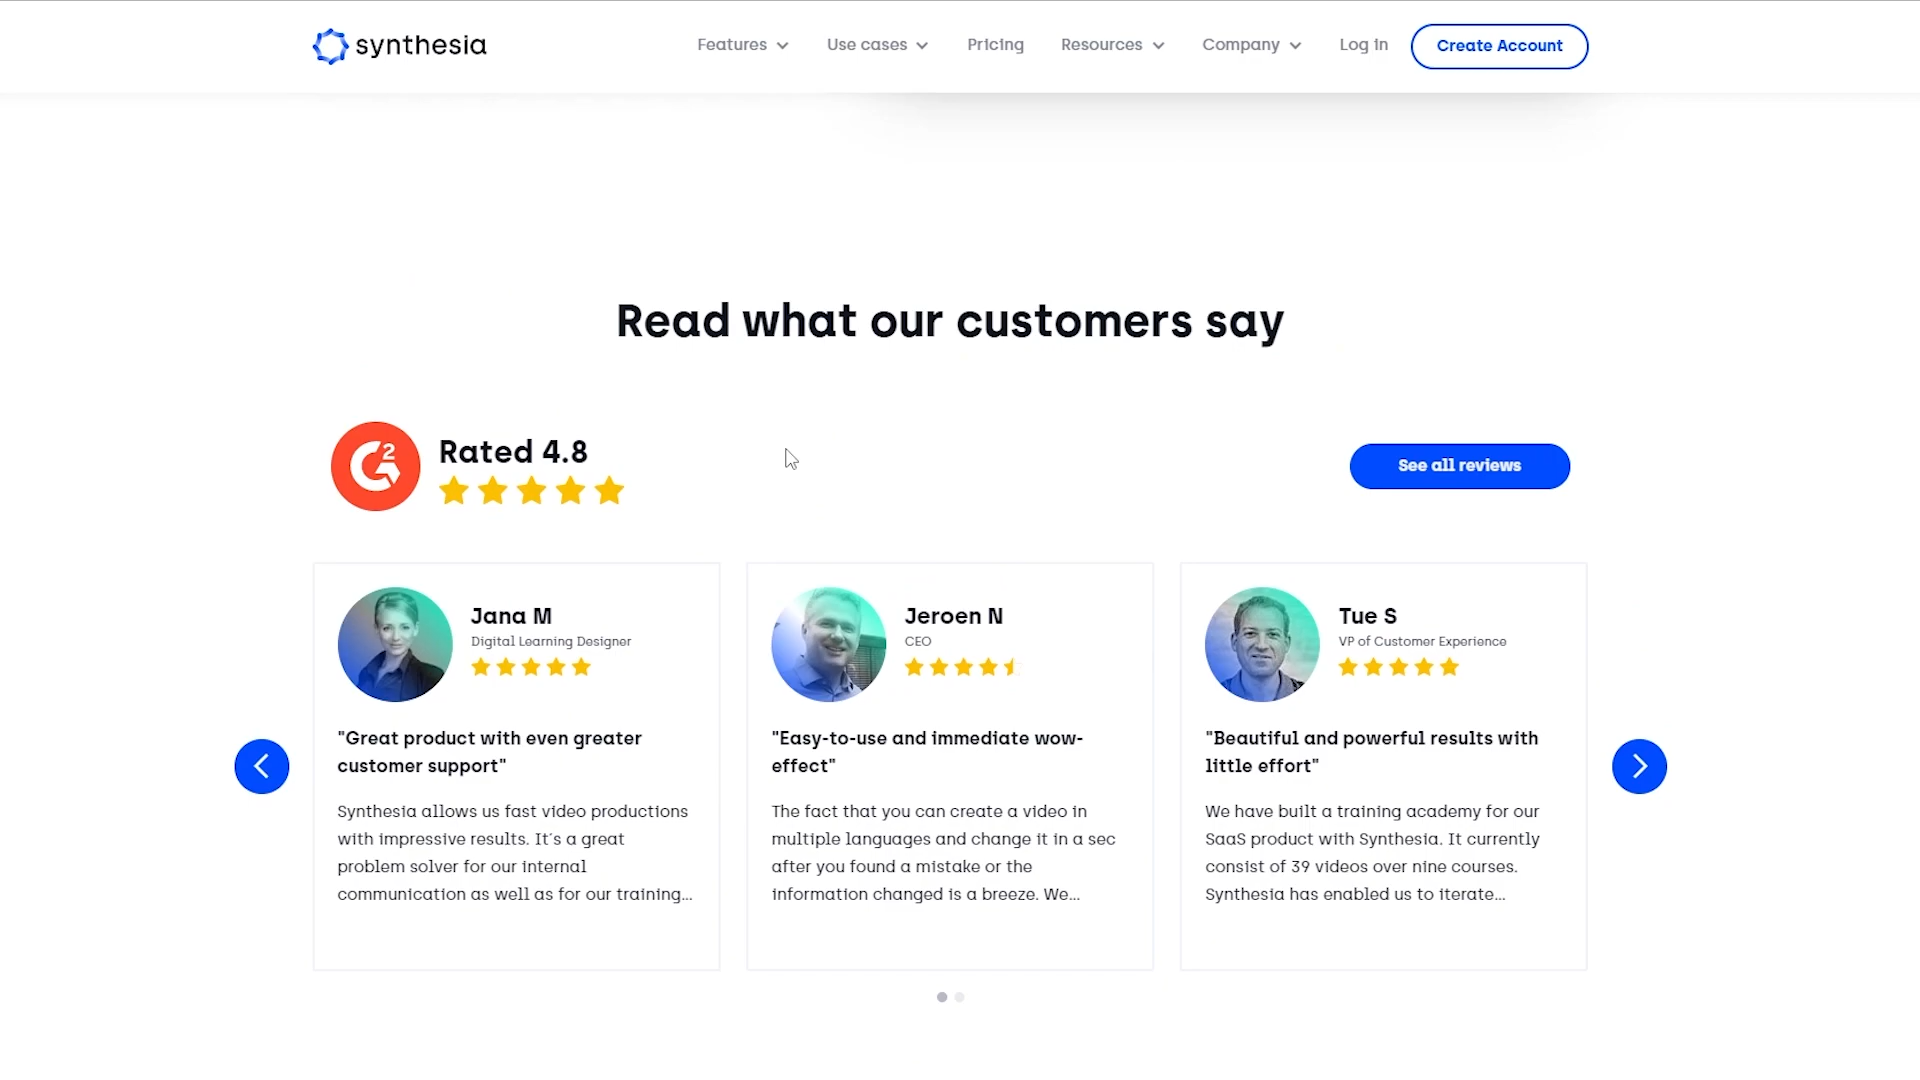 synthesia
Features
Use cases
Pricing
Resources
Company
Log in
Create Account
Read what our customers say
G2
Rated 4.8
See all reviews
Jana M
Digital Learning Designer
"Great product with even greater
customer support"
Synthesia allows us fast video productions
with impressive results. It´s a great
problem solver for our internal
communication as well as for our training...
Jeroen N
CEO
"Easy-to-use and immediate wow-
effect"
The fact that you can create a video in
multiple languages and change it in a sec
after you found a mistake or the
information changed is a breeze. We...
Tue S
VP of Customer Experience
"Beautiful and powerful results with
little effort"
We have built a training academy for our
SaaS product with Synthesia. It currently
consist of 39 videos over nine courses.
Synthesia has enabled us to iterate...